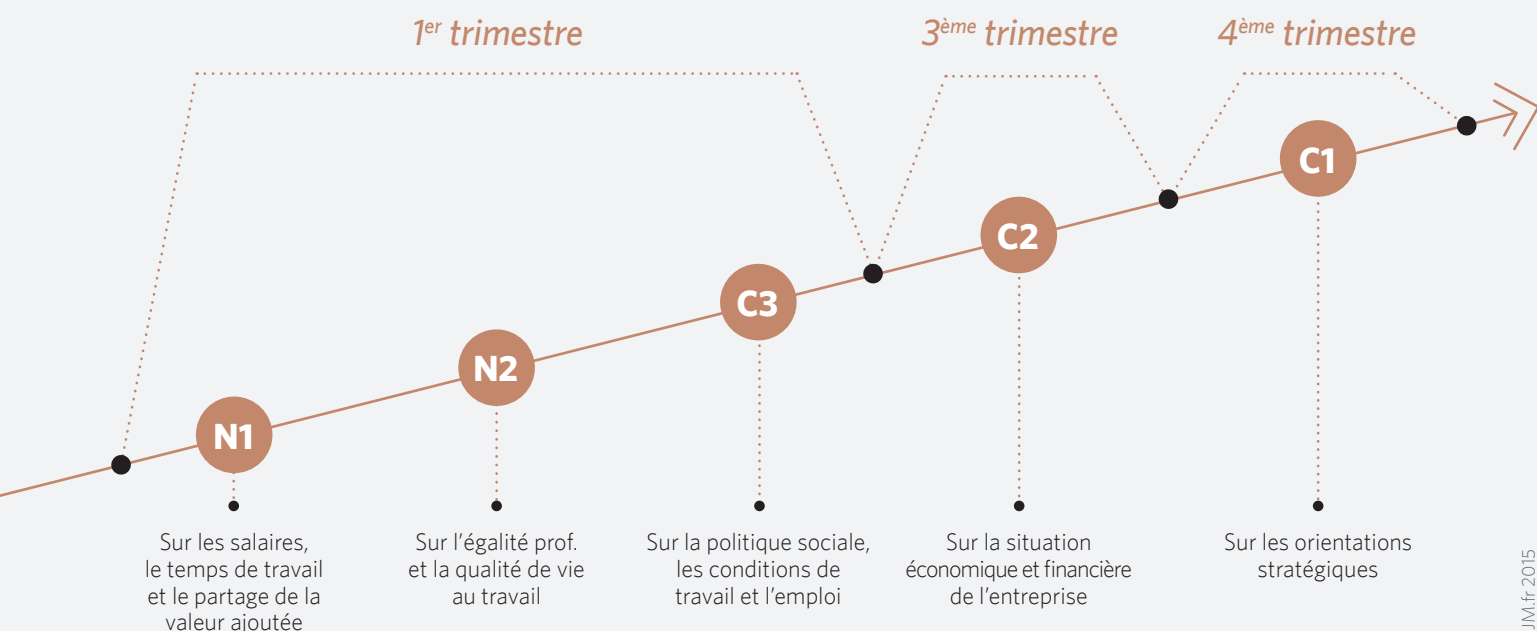 1er trimestre
3ème trimestre
4ème trimestre
C1
C2
C3
N2
N1
Sur les salaires,
le temps de travail
et le partage de la
valeur ajoutée
Sur l'égalité prof.
et la qualité de vie
au travail
Sur la politique sociale,
les conditions de
travail et l'emploi
Sur la situation
économique et financière
de l'entreprise
Sur les orientations
stratégiques
JM.fr 2015